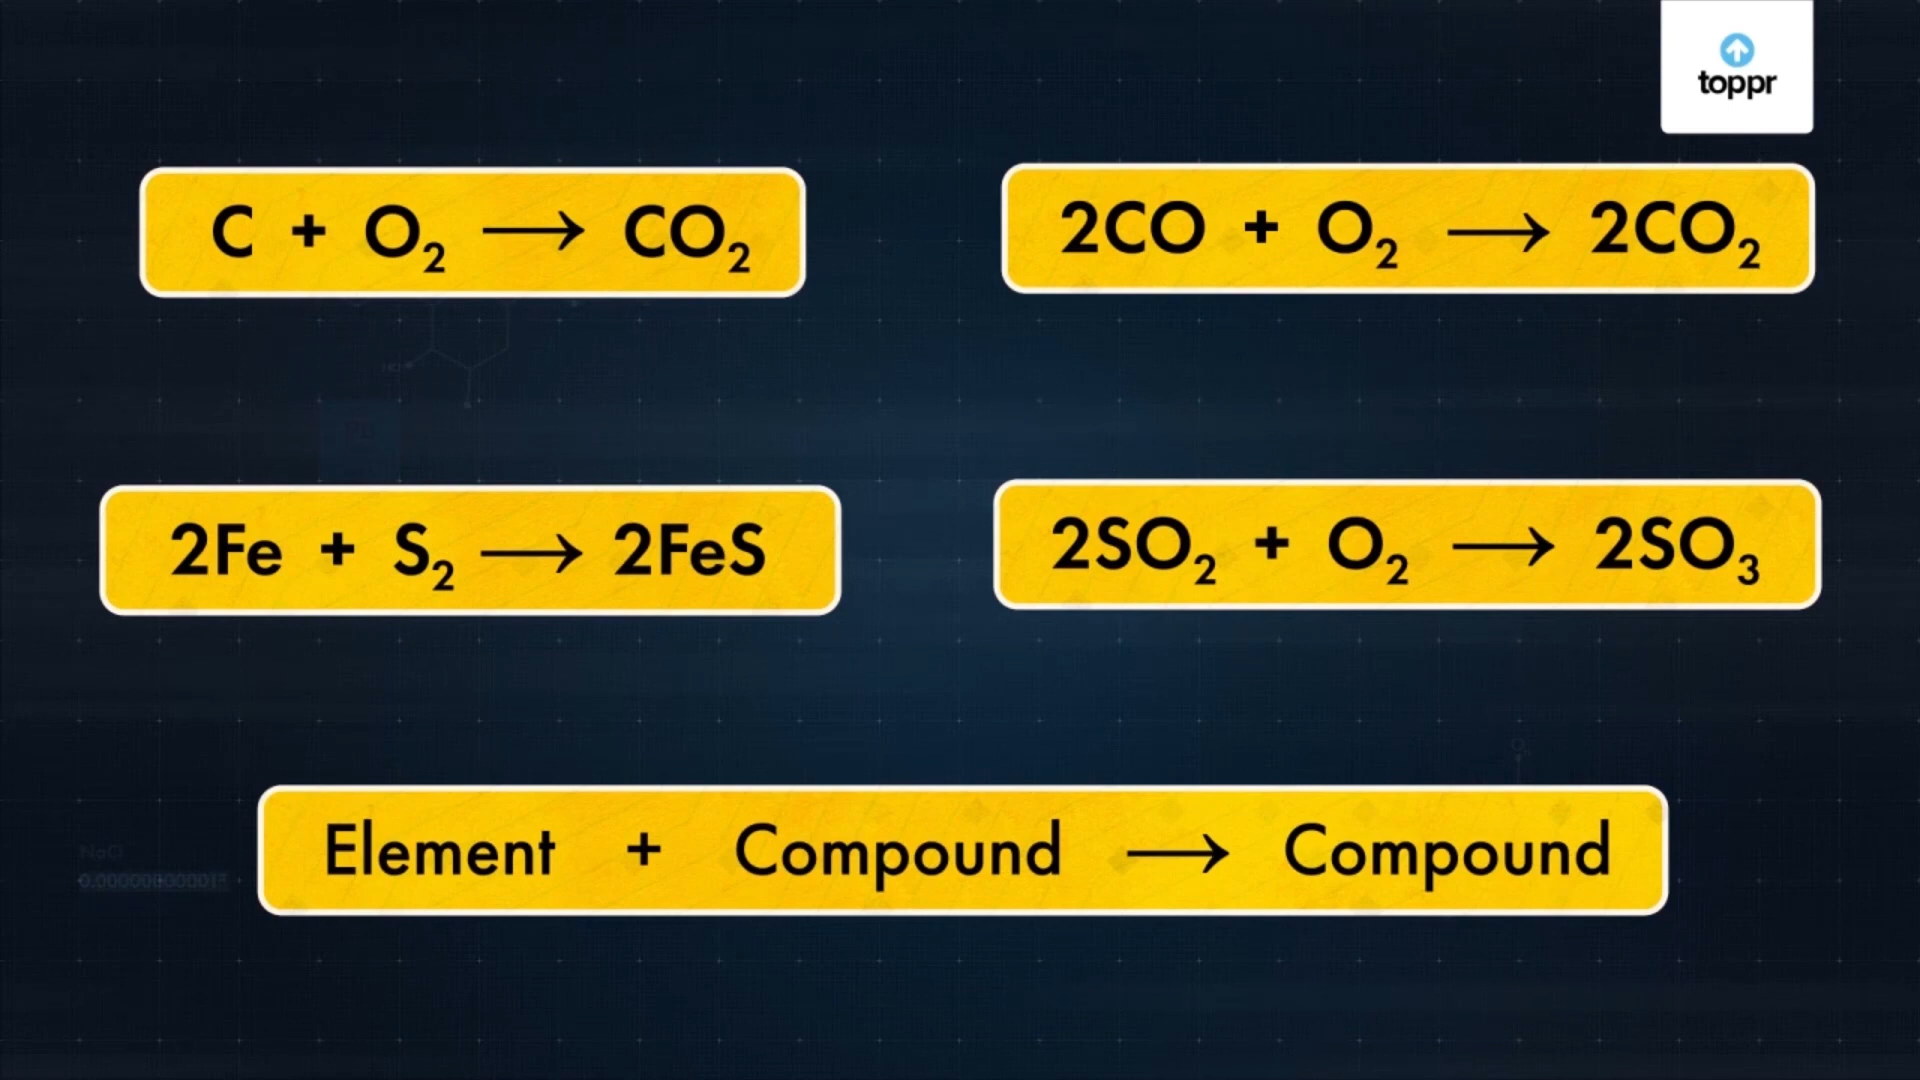 toppr
C + O₂ ⟶ CO₂
2CO + O₂ ⟶ 2CO₂
2Fe + S₂ ⟶ 2FeS
2SO₂ + O₂ ⟶ 2SO₃
Element + Compound ⟶ Compound